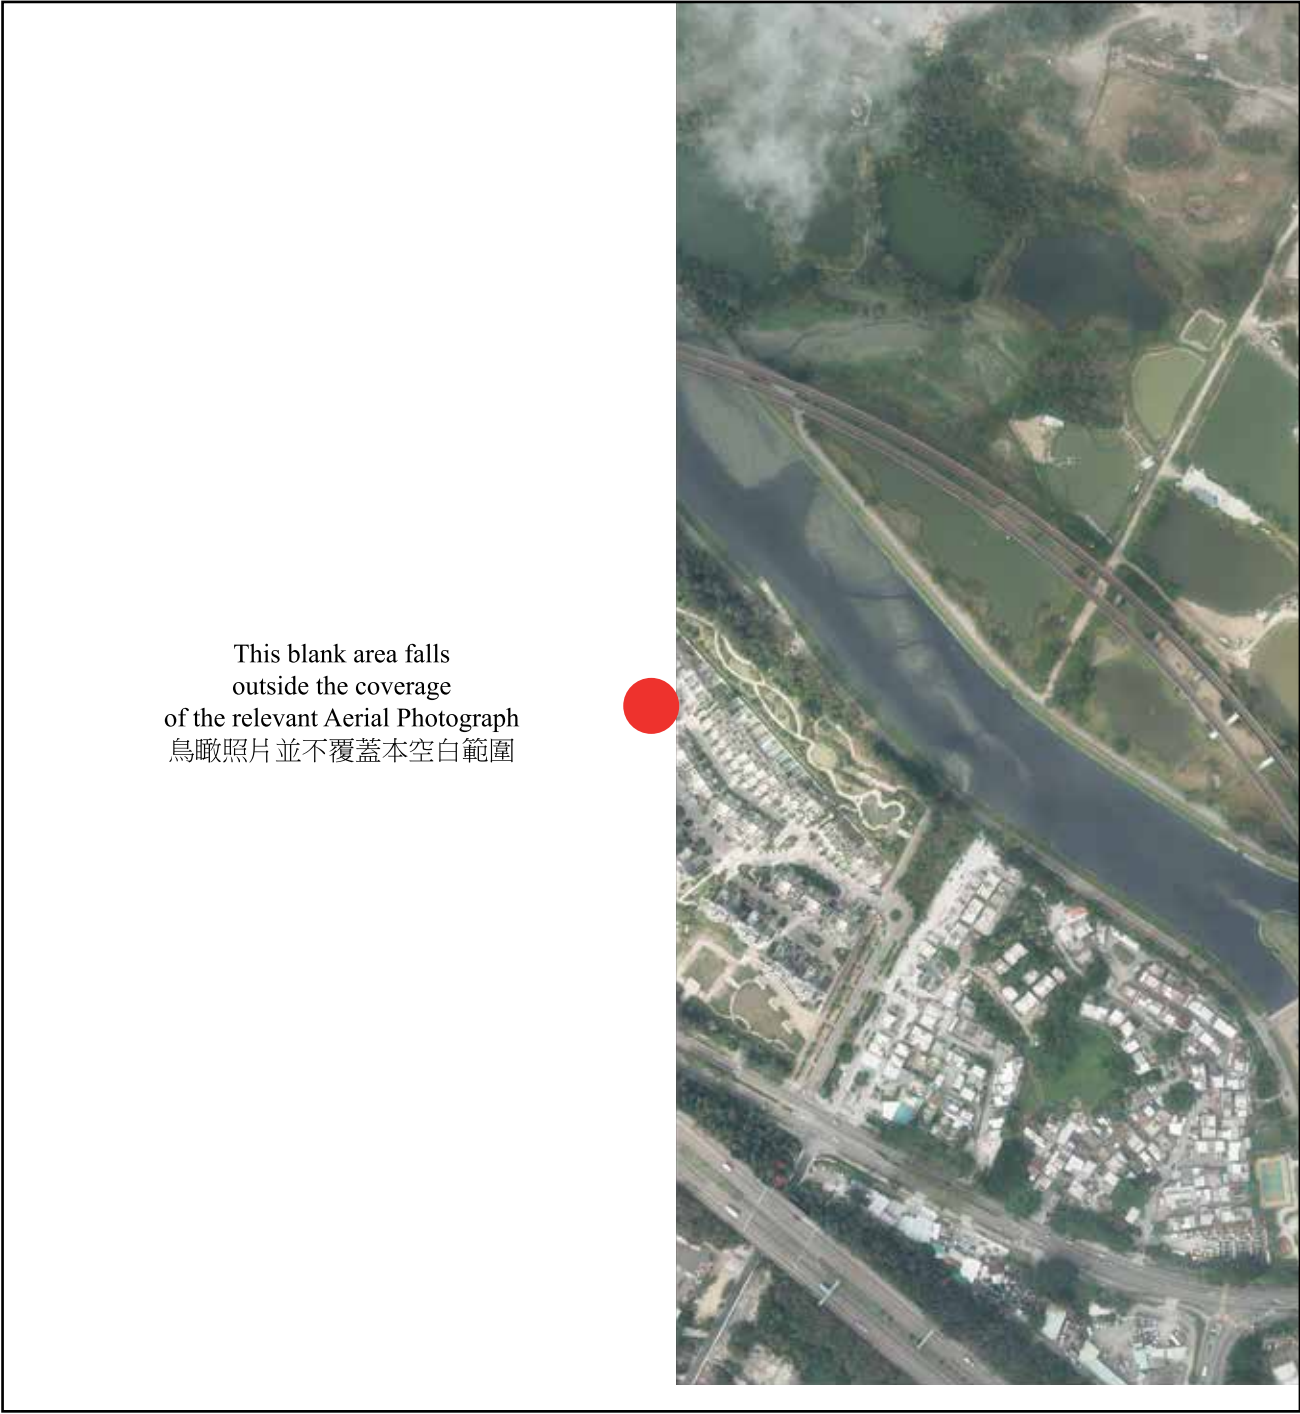 This blank area falls
outside the coverage
of the relevant Aerial Photograph
鳥瞰照片並不覆蓋本空白範圍